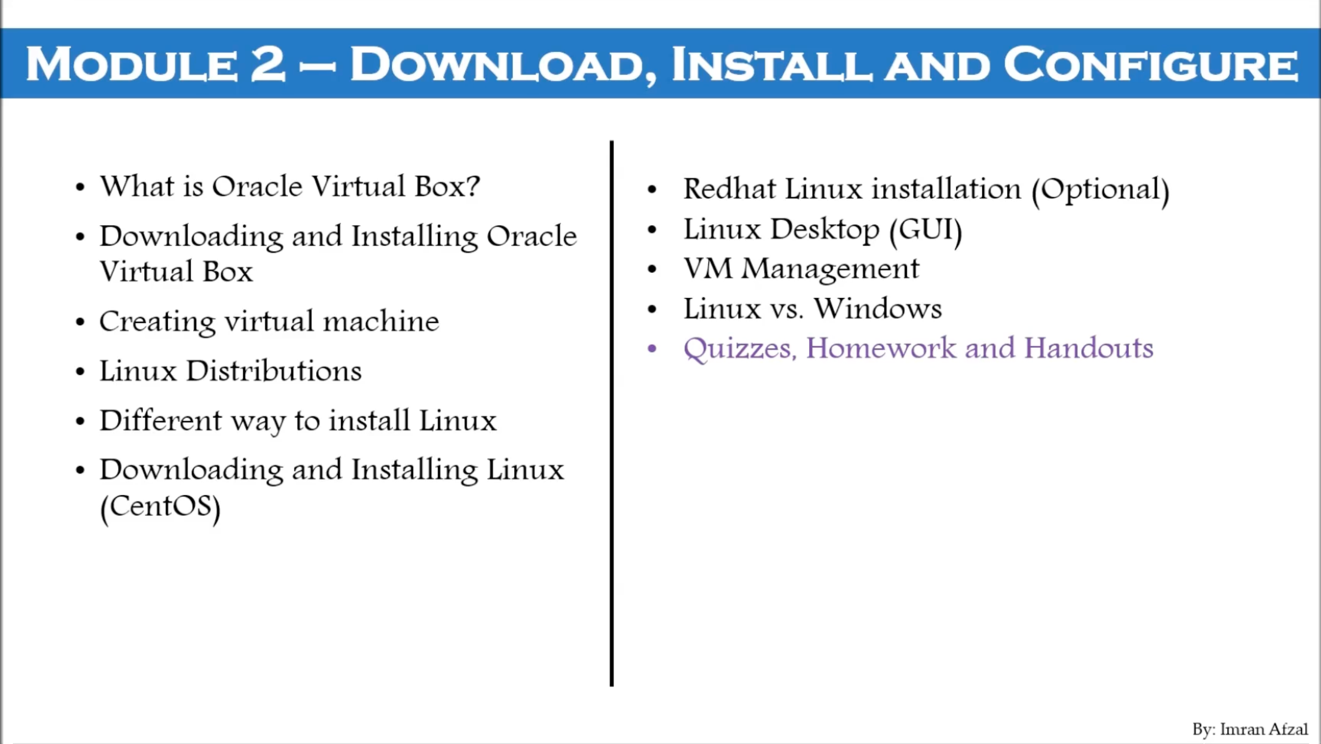 Module 2 – Download, Install and Configure
• What is Oracle Virtual Box?
• Downloading and Installing Oracle
Virtual Box
• Creating virtual machine
• Linux Distributions
• Different way to install Linux
• Downloading and Installing Linux
(CentOS)
• Redhat Linux installation (Optional)
• Linux Desktop (GUI)
• VM Management
• Linux vs. Windows
• Quizzes, Homework and Handouts
By: Imran Afzal